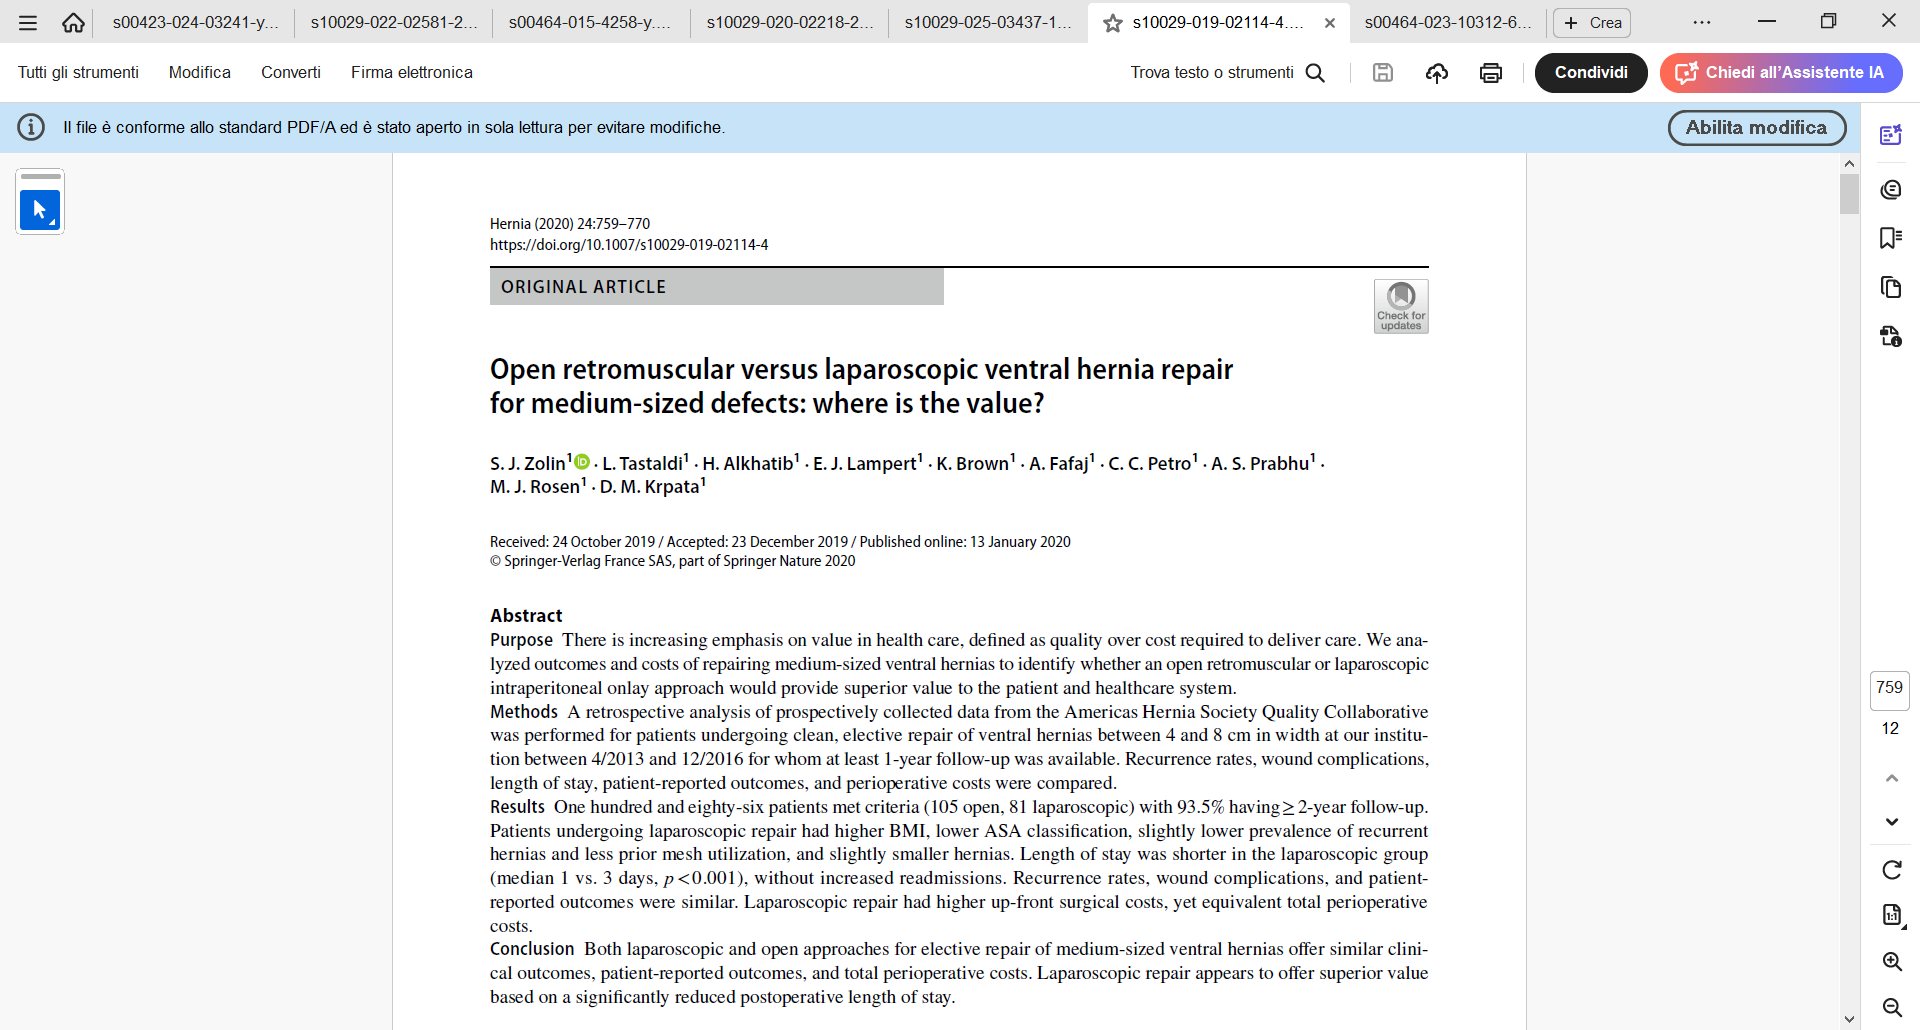 s00423-024-03241-y...
s10029-022-02581-2...
s00464-015-4258-y....
s10029-020-02218-2...
s10029-025-03437-1...
s10029-019-02114-4....
s00464-023-10312-6...
Crea
Tutti gli strumenti
Modifica
Converti
Firma elettronica
Trova testo o strumenti
Condividi
Chiedi all'Assistente IA
Il file è conforme allo standard PDF/A ed è stato aperto in sola lettura per evitare modifiche.
Abilita modifica
Hernia (2020) 24:759–770
https://doi.org/10.1007/s10029-019-02114-4
ORIGINAL ARTICLE
Check for
updates
Open retromuscular versus laparoscopic ventral hernia repair
for medium-sized defects: where is the value?
S. J. Zolin¹ iD · L. Tastaldi¹ · H. Alkhatib¹ · E. J. Lampert¹ · K. Brown¹ · A. Fafaj¹ · C. C. Petro¹ · A. S. Prabhu¹ ·
M. J. Rosen¹ · D. M. Krpata¹
Received: 24 October 2019 / Accepted: 23 December 2019 / Published online: 13 January 2020
© Springer-Verlag France SAS, part of Springer Nature 2020
Abstract
Purpose There is increasing emphasis on value in health care, defined as quality over cost required to deliver care. We ana-
lyzed outcomes and costs of repairing medium-sized ventral hernias to identify whether an open retromuscular or laparoscopic
intraperitoneal onlay approach would provide superior value to the patient and healthcare system.
Methods A retrospective analysis of prospectively collected data from the Americas Hernia Society Quality Collaborative
was performed for patients undergoing clean, elective repair of ventral hernias between 4 and 8 cm in width at our institu-
tion between 4/2013 and 12/2016 for whom at least 1-year follow-up was available. Recurrence rates, wound complications,
length of stay, patient-reported outcomes, and perioperative costs were compared.
Results One hundred and eighty-six patients met criteria (105 open, 81 laparoscopic) with 93.5% having ≥ 2-year follow-up.
Patients undergoing laparoscopic repair had higher BMI, lower ASA classification, slightly lower prevalence of recurrent
hernias and less prior mesh utilization, and slightly smaller hernias. Length of stay was shorter in the laparoscopic group
(median 1 vs. 3 days, p < 0.001), without increased readmissions. Recurrence rates, wound complications, and patient-
reported outcomes were similar. Laparoscopic repair had higher up-front surgical costs, yet equivalent total perioperative
costs.
Conclusion Both laparoscopic and open approaches for elective repair of medium-sized ventral hernias offer similar clini-
cal outcomes, patient-reported outcomes, and total perioperative costs. Laparoscopic repair appears to offer superior value
based on a significantly reduced postoperative length of stay.
759
12
1:1